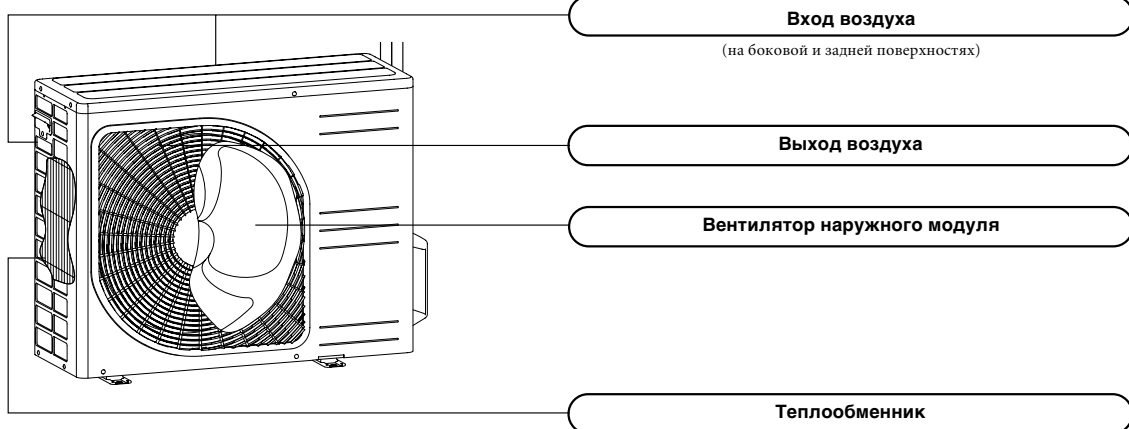 Вход воздуха
(на боковой и задней поверхностях)
Выход воздуха
Вентилятор наружного модуля
Теплообменник